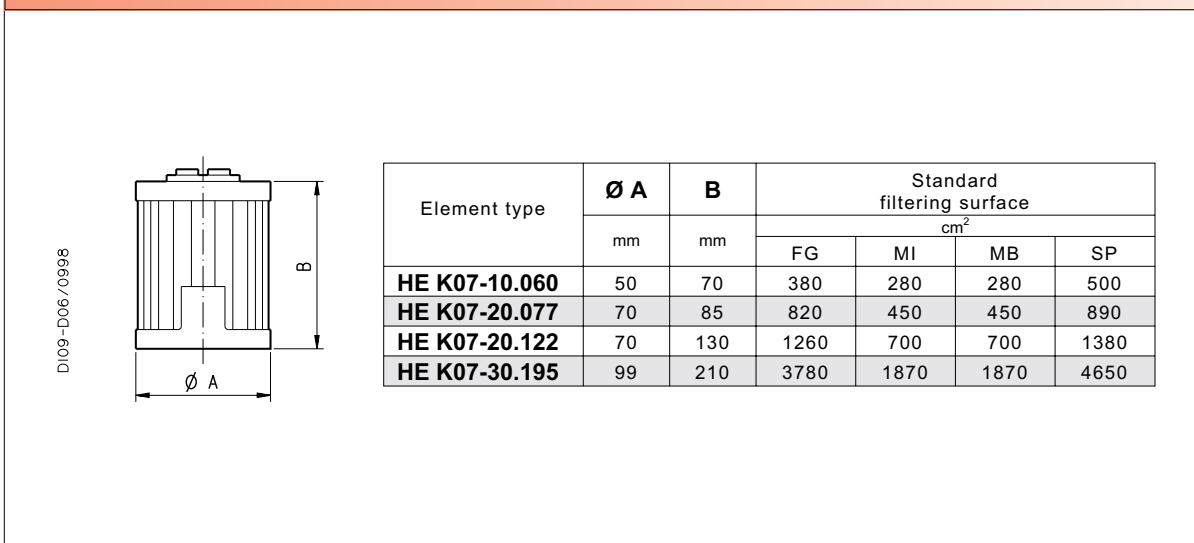 DI09-D06/0998
B
Ø A
Element type Ø A B Standard
filtering surface
mm mm cm²
FG MI MB SP
HE K07-10.060 50 70 380 280 280 500
HE K07-20.077 70 85 820 450 450 890
HE K07-20.122 70 130 1260 700 700 1380
HE K07-30.195 99 210 3780 1870 1870 4650